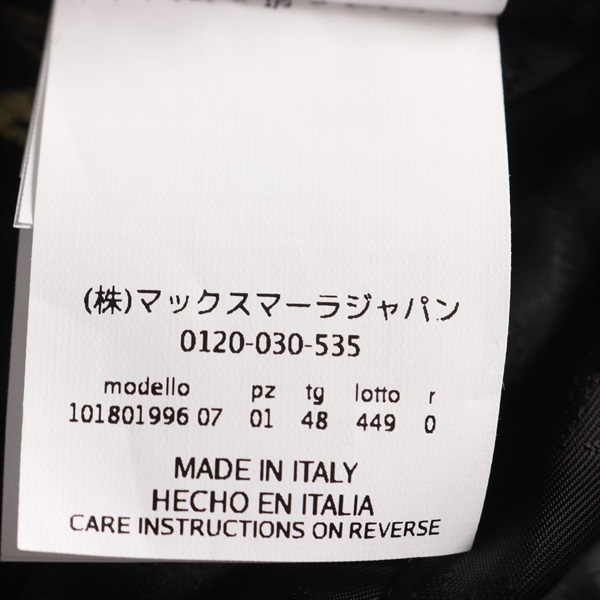 (株)マックスマーラジャパン
0120-030-535
modello pz tg lotto r
101801996 07 01 48 449 0
MADE IN ITALY
HECHO EN ITALIA
CARE INSTRUCTIONS ON REVERSE